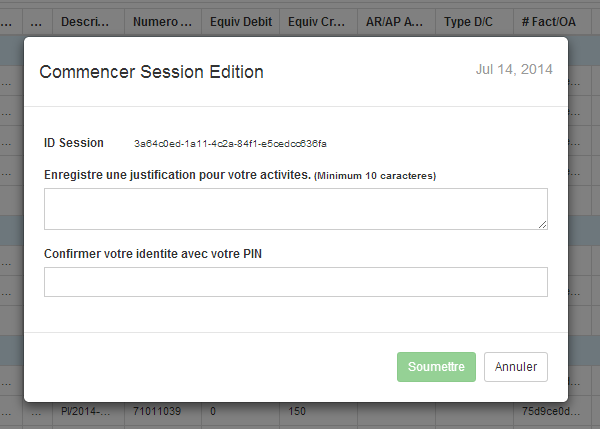 ... ... Descri... Numero ... Equiv Debit Equiv Cr... AR/AP A... Type D/C # Fact/OA
Commencer Session Edition
Jul 14, 2014
ID Session 3a64c0ed-1a11-4c2a-84f1-e5cedcc636fa
Enregistre une justification pour votre activites. (Minimum 10 caracteres)
Confirmer votre identite avec votre PIN
Soumettre Annuler
... ... PI/2014-... 71011039 0 150 75d9ce0d...